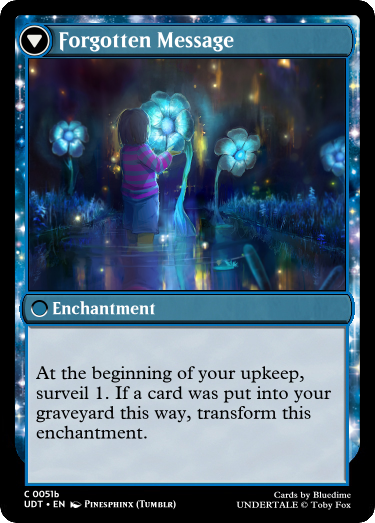 Forgotten Message
Enchantment
At the beginning of your upkeep,
surveil 1. If a card was put into your
graveyard this way, transform this
enchantment.
C 0051b
UDT • EN Pinesphinx (Tumblr)
Cards by Bluedime
UNDERTALE © Toby Fox